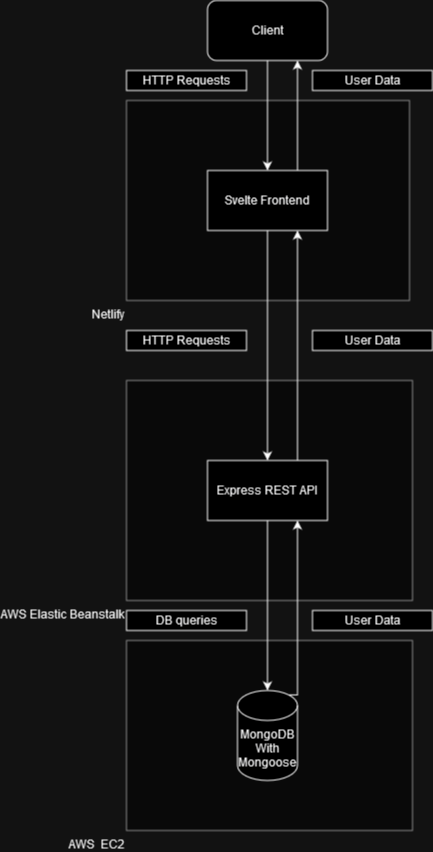 Client
HTTP Requests
User Data
Svelte Frontend
Netlify
HTTP Requests
User Data
Express REST API
AWS Elastic Beanstalk
DB queries
User Data
MongoDB
With
Mongoose
AWS EC2